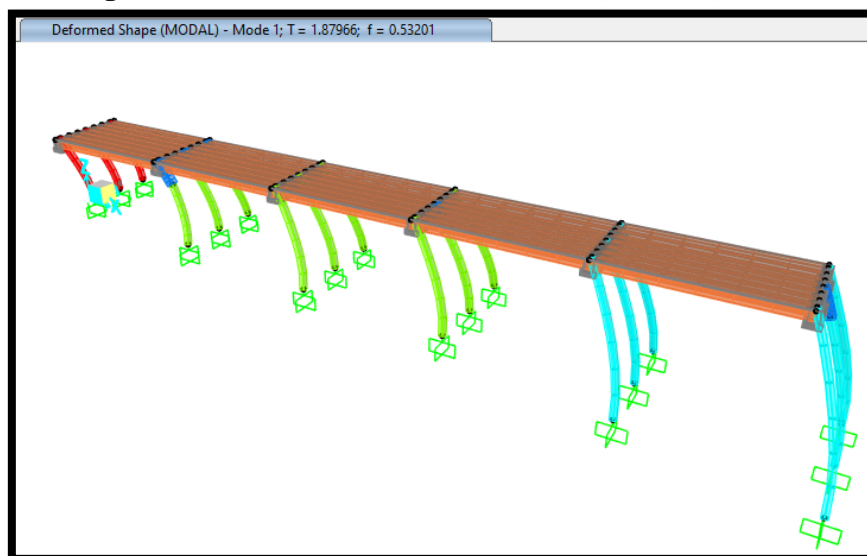 Deformed Shape (MODAL) - Mode 1; T = 1.87966; f = 0.53201